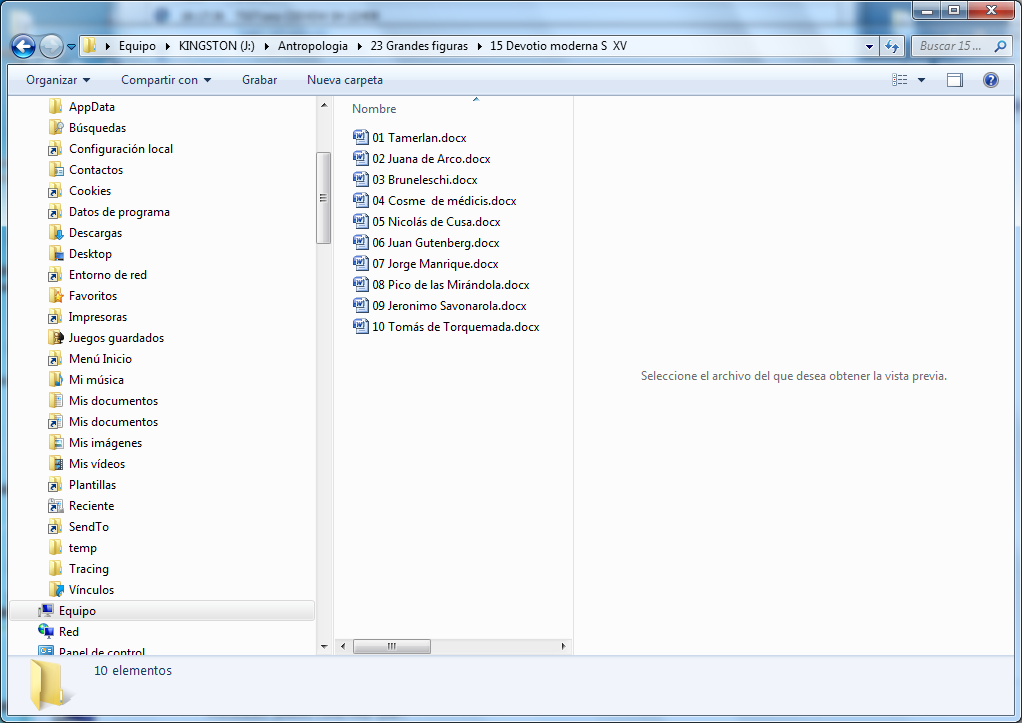 Equipo KINGSTON (J:) Antropologia 23 Grandes figuras 15 Devotio moderna S XV
Buscar 15 ...
Organizar Compartir con Grabar Nueva carpeta
AppData
Búsquedas
Configuración local
Contactos
Cookies
Datos de programa
Descargas
Desktop
Entorno de red
Favoritos
Impresoras
Juegos guardados
Menú Inicio
Mi música
Mis documentos
Mis documentos
Mis imágenes
Mis vídeos
Plantillas
Reciente
SendTo
temp
Tracing
Vínculos
Equipo
Red
Panel de control
Nombre
01 Tamerlan.docx
02 Juana de Arco.docx
03 Bruneleschi.docx
04 Cosme  de médicis.docx
05 Nicolás de Cusa.docx
06 Juan Gutenberg.docx
07 Jorge Manrique.docx
08 Pico de las Mirándola.docx
09 Jeronimo Savonarola.docx
10 Tomás de Torquemada.docx
Seleccione el archivo del que desea obtener la vista previa.
10 elementos